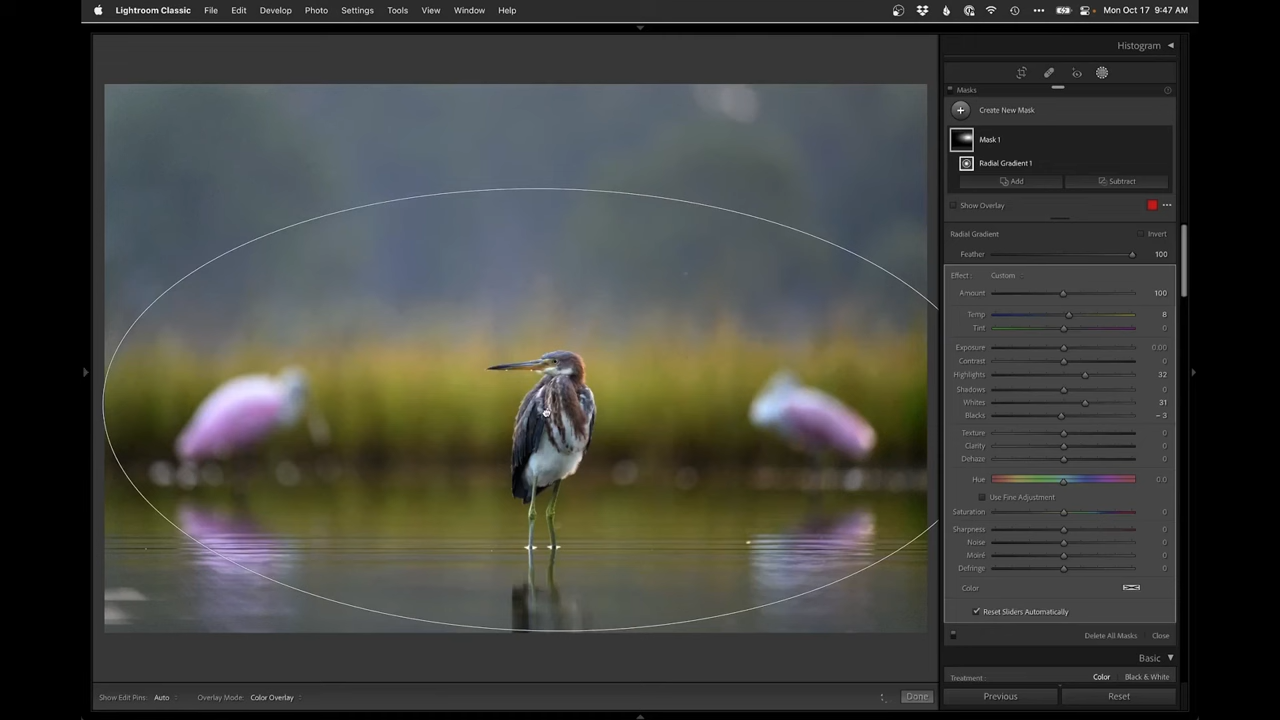 Lightroom Classic File Edit Develop Photo Settings Tools View Window Help Mon Oct 17 9:47 AM
Histogram
Masks
Create New Mask
Mask 1
Radial Gradient 1
Add Subtract
Show Overlay
Radial Gradient Invert
Feather 100
Effect: Custom
Amount 100
Temp 8
Tint 0
Exposure 0.00
Contrast 0
Highlights 32
Shadows 0
Whites 31
Blacks – 3
Texture 0
Clarity 0
Dehaze 0
Hue 0.0
Use Fine Adjustment
Saturation 0
Sharpness 0
Noise 0
Moiré 0
Defringe 0
Color
Reset Sliders Automatically
Delete All Masks Close
Basic
Treatment: Color Black & White
Show Edit Pins: Auto Overlay Mode: Color Overlay Done Previous Reset